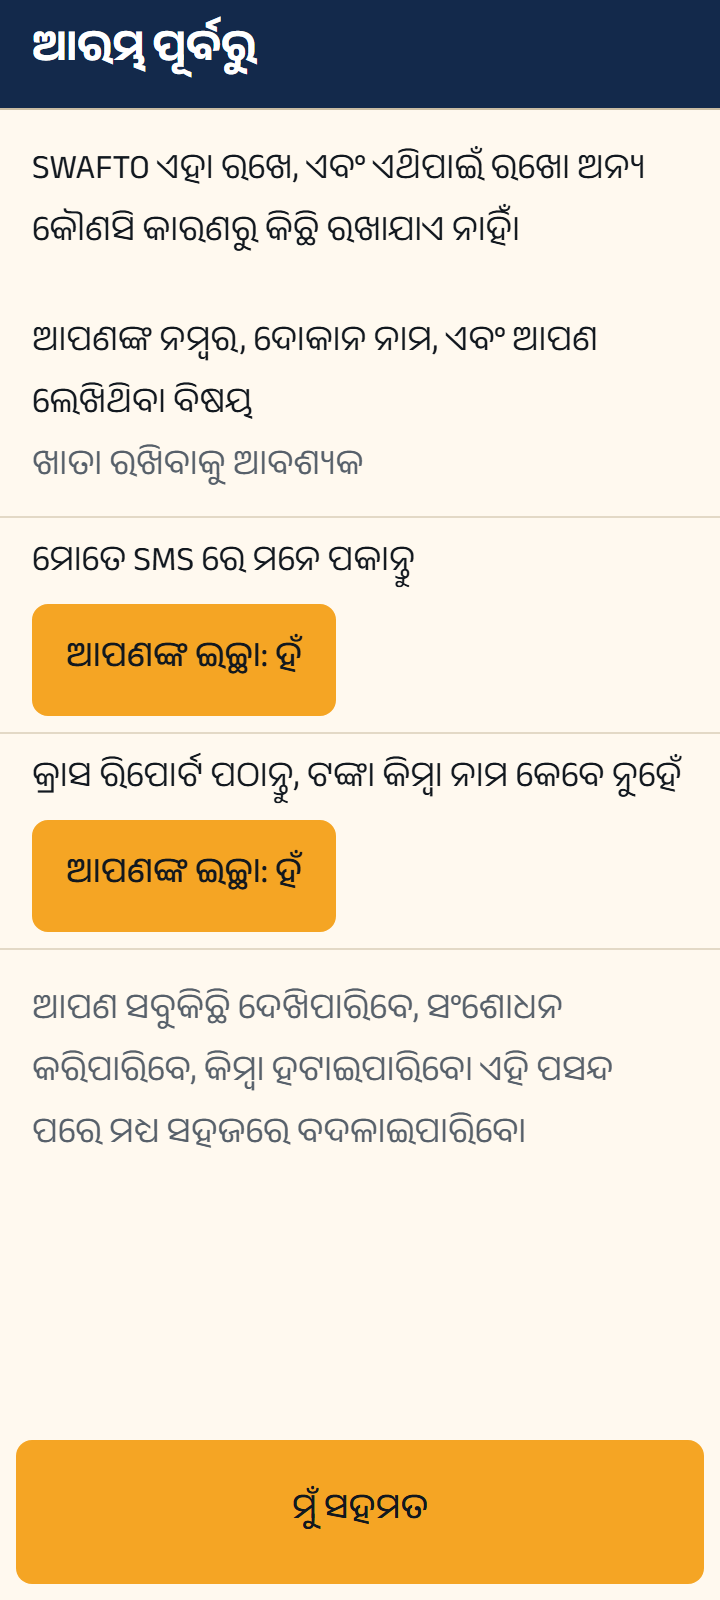 ଆରମ୍ଭ ପୂର୍ବରୁ
SWAFTO ଏହା ରଖେ, ଏବଂ ଏଥିପାଇଁ ରଖେ। ଅନ୍ୟ
କୌଣସି କାରଣରୁ କିଛି ରଖାଯାଏ ନାହିଁ।
ଆପଣଙ୍କ ନମ୍ବର, ଦୋକାନ ନାମ, ଏବଂ ଆପଣ
ଲେଖିଥିବା ବିଷୟ
ଖାତା ରଖିବାକୁ ଆବଶ୍ୟକ
ମୋତେ SMS ରେ ମନେ ପକାନ୍ତୁ
ଆପଣଙ୍କ ଇଚ୍ଛା: ହଁ
କ୍ରାସ ରିପୋର୍ଟ ପଠାନ୍ତୁ, ଟଙ୍କା କିମ୍ବା ନାମ କେବେ ନୁହେଁ
ଆପଣଙ୍କ ଇଚ୍ଛା: ହଁ
ଆପଣ ସବୁକିଛି ଦେଖିପାରିବେ, ସଂଶୋଧନ
କରିପାରିବେ, କିମ୍ବା ହଟାଇପାରିବେ। ଏହି ପସନ୍ଦ
ପରେ ମଧ୍ୟ ସହଜରେ ବଦଳାଇପାରିବେ।
ମୁଁ ସହମତ